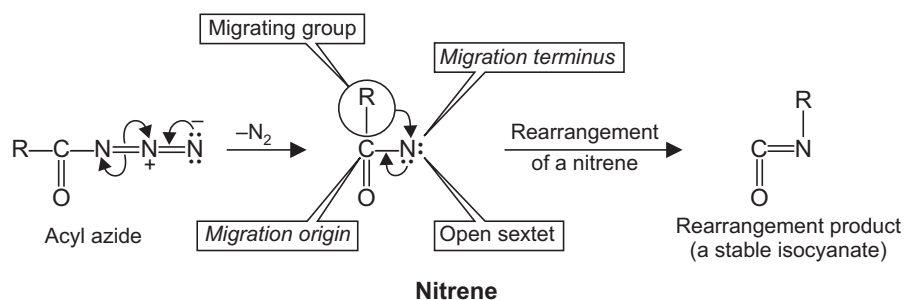 Migrating group
Migration terminus
R
R—C—N=N=N
+
−
O
Acyl azide
–N2
R
C—N:
O
Migration origin
Open sextet
Rearrangement
of a nitrene
R
C=N
O
Rearrangement product
(a stable isocyanate)
Nitrene